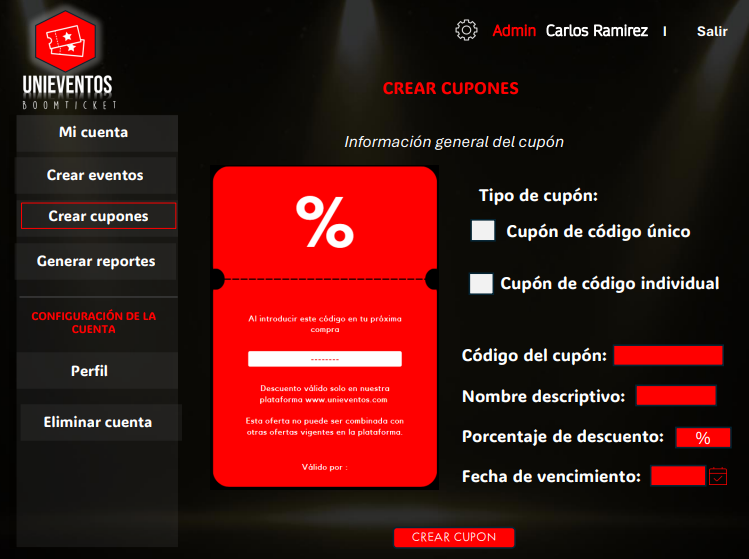 Admin Carlos Ramirez | Salir
UNIEVENTOS
BOOMTICKET
CREAR CUPONES
Mi cuenta
Crear eventos
Crear cupones
Generar reportes
CONFIGURACIÓN DE LA
CUENTA
Perfil
Eliminar cuenta
Información general del cupón
%
Al introducir este código en tu próxima
compra
--------
Descuento válido solo en nuestra
plataforma www.unieventos.com
Esta oferta no puede ser combinada con
otras ofertas vigentes en la plataforma.
Válido por :
Tipo de cupón:
Cupón de código único
Cupón de código individual
Código del cupón:
Nombre descriptivo:
Porcentaje de descuento: %
Fecha de vencimiento:
CREAR CUPON